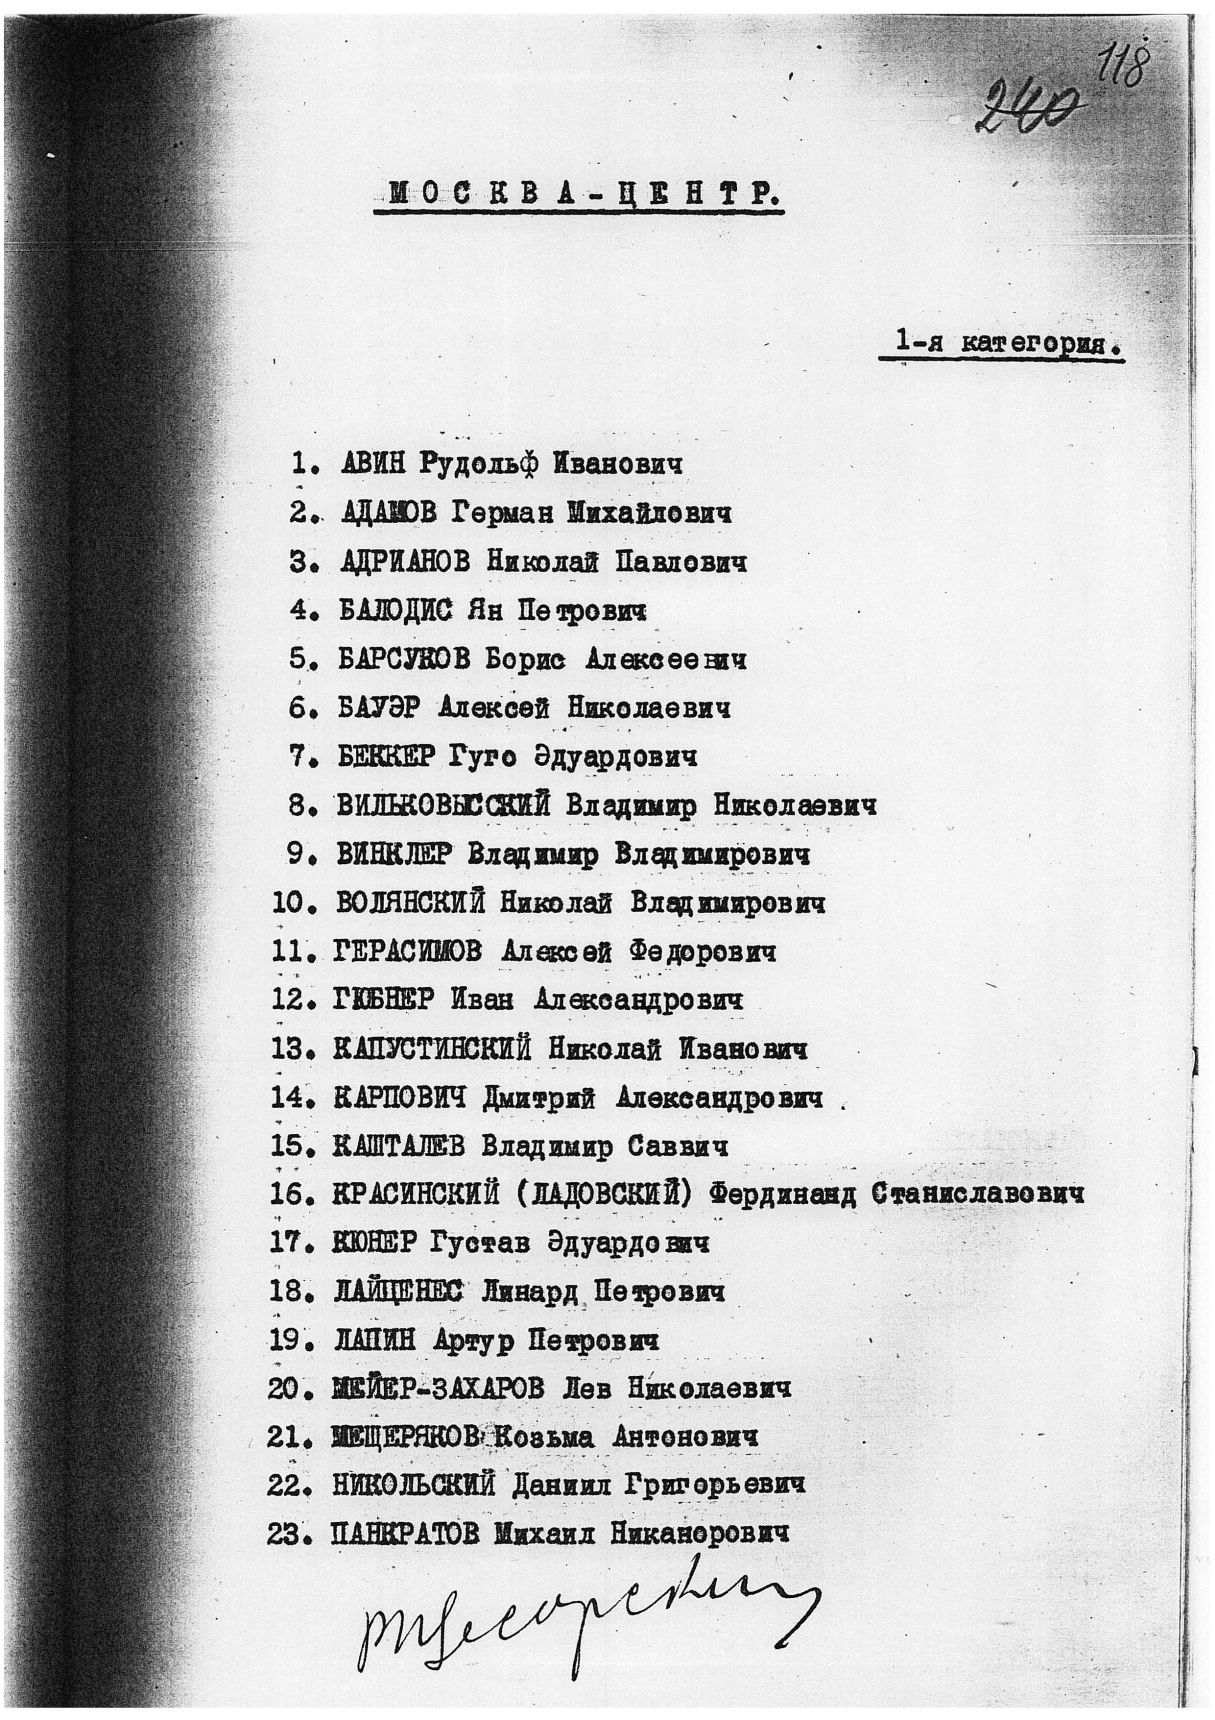 118
240
МОСКВА-ЦЕНТР.
1-я категория.
1. АВИН Рудольф Иванович
2. АДАМОВ Герман Михайлович
3. АДРИАНОВ Николай Павлович
4. БАЛОДИС Ян Петрович
5. БАРСУКОВ Борис Алексеевич
6. БАУЭР Алексей Николаевич
7. БЕККЕР Гуго Эдуардович
8. ВИЛЬКОВЫССКИЙ Владимир Николаевич
9. ВИНКЛЕР Владимир Владимирович
10. ВОЛЯНСКИЙ Николай Владимирович
11. ГЕРАСИМОВ Алексей Федорович
12. ГЮБНЕР Иван Александрович
13. КАПУСТИНСКИЙ Николай Иванович
14. КАРПОВИЧ Дмитрий Александрович
15. КАШТАЛЕВ Владимир Саввич
16. КРАСИНСКИЙ (ЛАДОВСКИЙ) Фердинанд Станиславович
17. КЮНЕР Густав Эдуардович
18. ЛАЙЦЕНЕС Линард Петрович
19. ЛАПИН Артур Петрович
20. МЕЙЕР-ЗАХАРОВ Лев Николаевич
21. МЕЩЕРЯКОВ Козьма Антонович
22. НИКОЛЬСКИЙ Даниил Григорьевич
23. ПАНКРАТОВ Михаил Никанорович